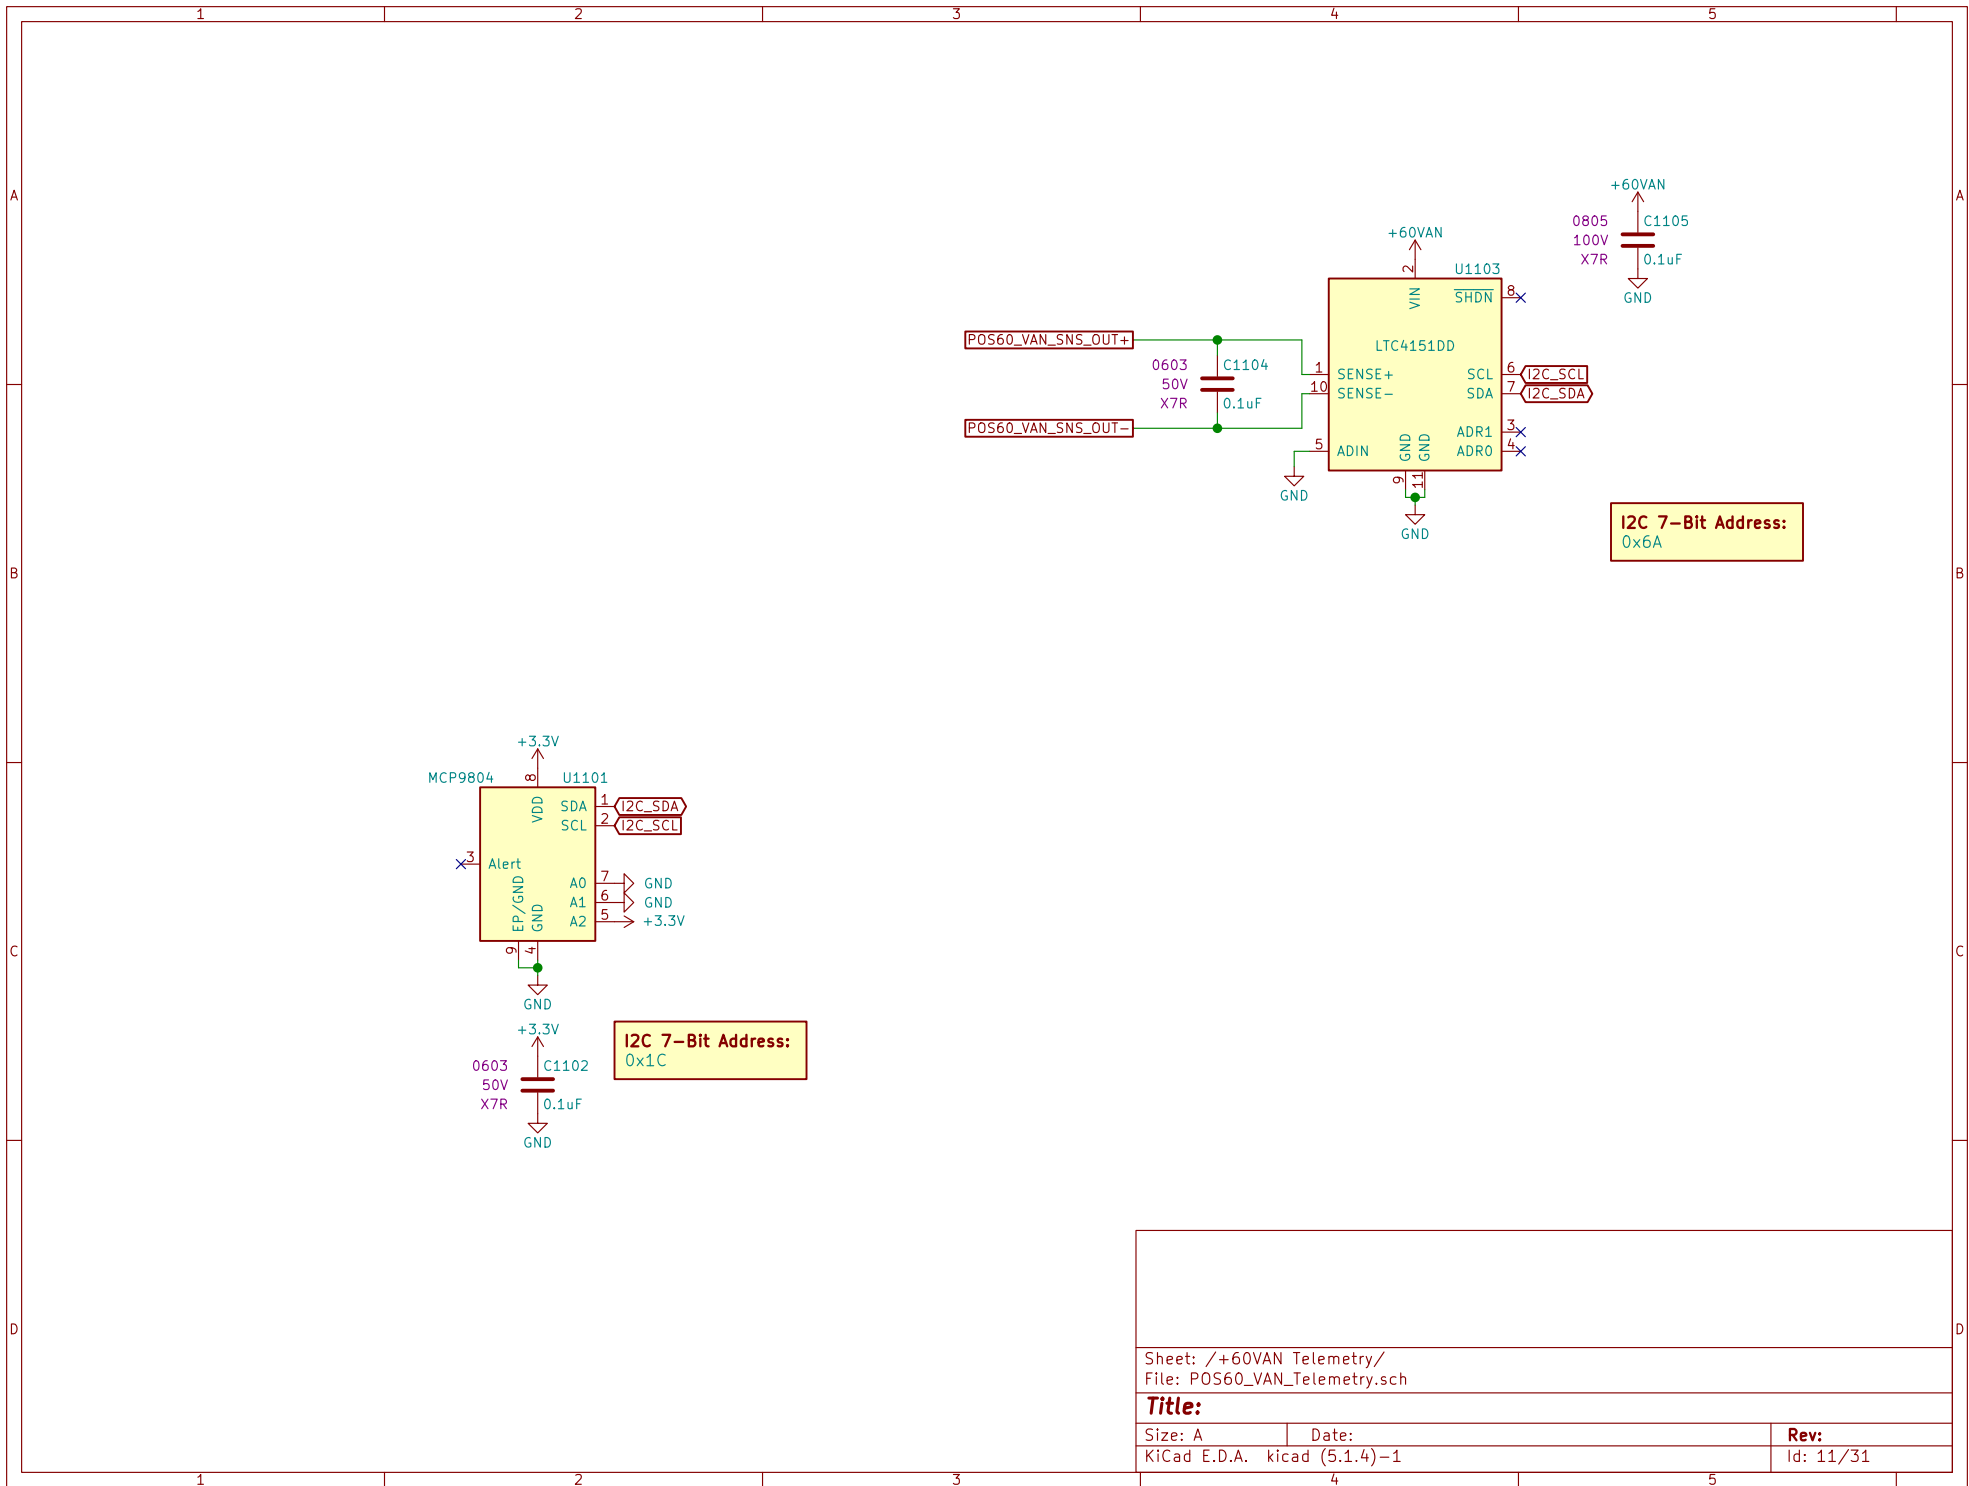 1 2 3 4 5
A A
B B
C C
D D
+60VAN
0805 C1105
100V
X7R 0.1uF
GND
+60VAN
2
U1103
VIN
SHDN 8
LTC4151DD
POS60_VAN_SNS_OUT+
0603 C1104
50V
X7R 0.1uF
POS60_VAN_SNS_OUT-
1 SENSE+
10 SENSE-
5 ADIN
GND
SCL 6 I2C_SCL
SDA 7 I2C_SDA
ADR1 3
ADR0 4
GND GND
9 11
GND
I2C 7-Bit Address:
0x6A
+3.3V
8
MCP9804 U1101
VDD
SDA 1 I2C_SDA
SCL 2 I2C_SCL
3 Alert
A0 7 GND
A1 6 GND
A2 5 +3.3V
EP/GND GND
9 4
GND
I2C 7-Bit Address:
0x1C
+3.3V
0603 C1102
50V
X7R 0.1uF
GND
Sheet: /+60VAN Telemetry/
File: POS60_VAN_Telemetry.sch
Title:
Size: A Date: Rev:
KiCad E.D.A. kicad (5.1.4)-1 Id: 11/31
1 2 3 4 5